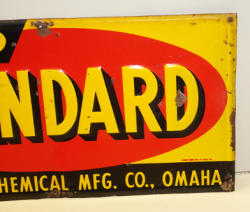 NDARD
HEMICAL MFG. CO., OMAHA